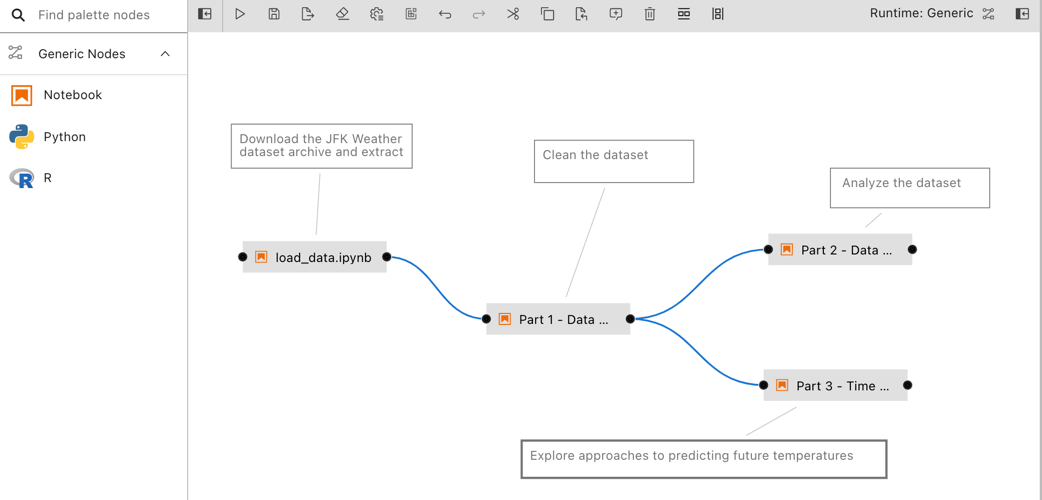 Find palette nodes
Runtime: Generic
Generic Nodes
Notebook
Python
R
Download the JFK Weather
dataset archive and extract
Clean the dataset
Analyze the dataset
load_data.ipynb
Part 1 - Data ...
Part 2 - Data ...
Part 3 - Time ...
Explore approaches to predicting future temperatures